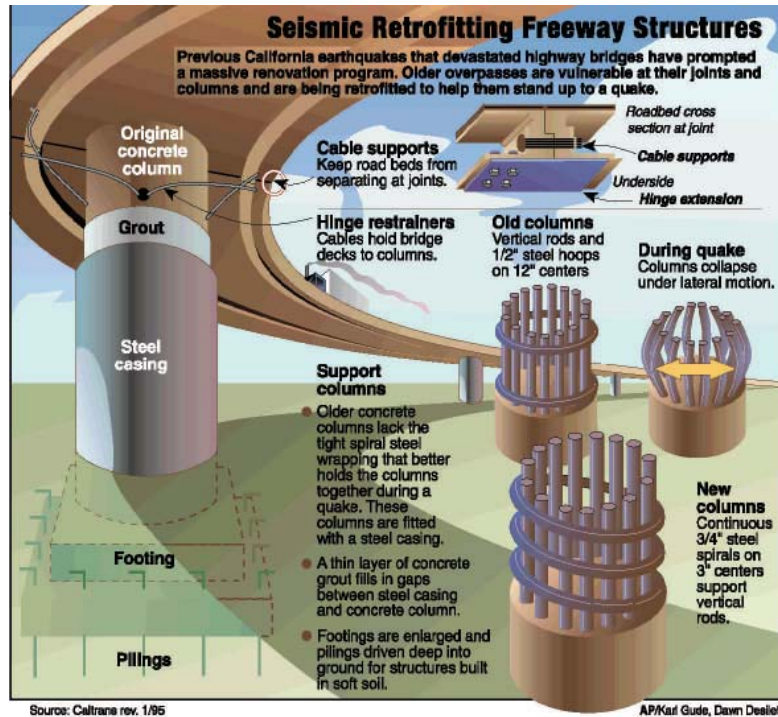 Seismic Retrofitting Freeway Structures
Previous California earthquakes that devastated highway bridges have prompted
a massive renovation program. Older overpasses are vulnerable at their joints and
columns and are being retrofitted to help them stand up to a quake.
Original
concrete
column
Grout
Steel
casing
Footing
Pilings
Cable supports
Keep road beds from
separating at joints.
Hinge restrainers
Cables hold bridge
decks to columns.
Roadbed cross
section at joint
Cable supports
Underside
Hinge extension
Old columns
Vertical rods and
1/2" steel hoops
on 12" centers
During quake
Columns collapse
under lateral motion.
Support
columns
● Older concrete
columns lack the
tight spiral steel
wrapping that better
holds the columns
together during a
quake. These
columns are fitted
with a steel casing.
● A thin layer of concrete
grout fills in gaps
between steel casing
and concrete column.
● Footings are enlarged and
pilings driven deep into
ground for structures built
in soft soil.
New
columns
Continuous
3/4" steel
spirals on
3" centers
support
vertical
rods.
Source: Caltrans rev. 1/95
AP/Karl Gude, Dawn